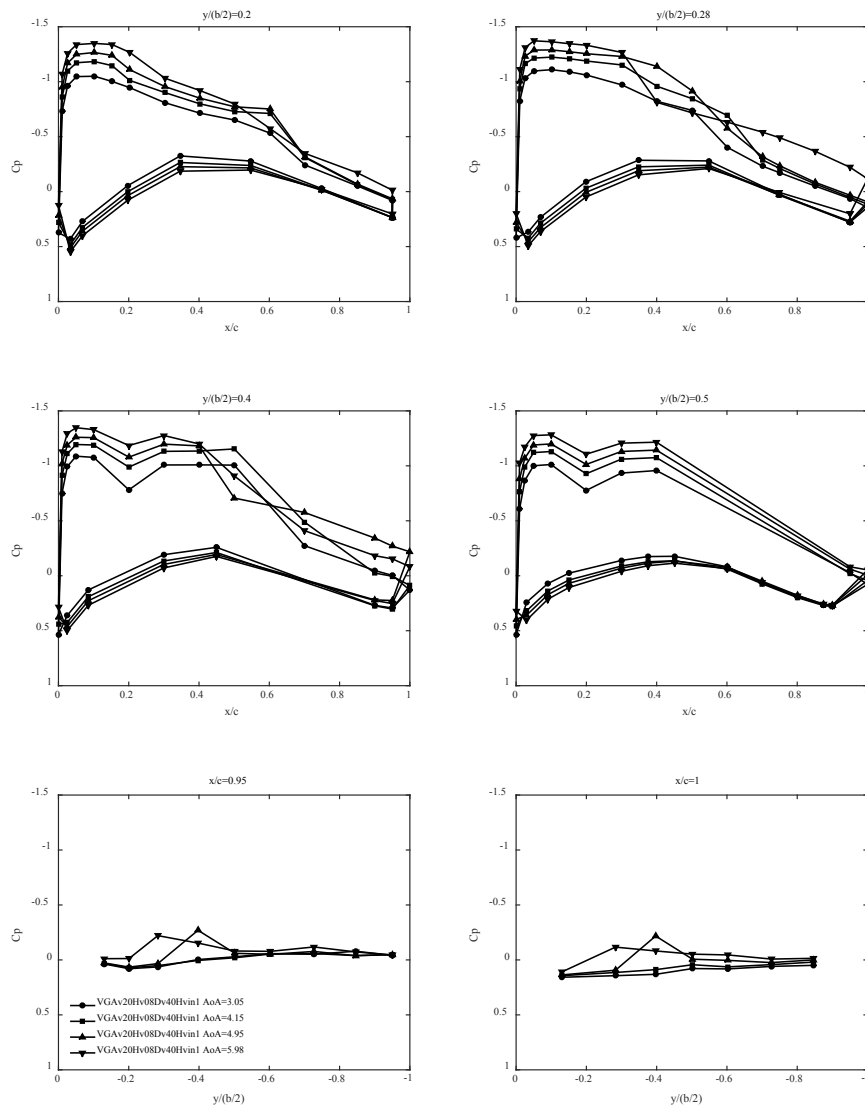 y/(b/2)=0.2
-1.5
-1
-0.5
0
0.5
1
Cp
0 0.2 0.4 0.6 0.8 1
x/c
y/(b/2)=0.28
-1.5
-1
-0.5
0
0.5
1
Cp
0 0.2 0.4 0.6 0.8
x/c
y/(b/2)=0.4
-1.5
-1
-0.5
0
0.5
1
Cp
0 0.2 0.4 0.6 0.8 1
x/c
y/(b/2)=0.5
-1.5
-1
-0.5
0
0.5
1
Cp
0 0.2 0.4 0.6 0.8
x/c
x/c=0.95
-1.5
-1
-0.5
0
0.5
1
Cp
VGAv20Hv08Dv40Hvin1 AoA=3.05
VGAv20Hv08Dv40Hvin1 AoA=4.15
VGAv20Hv08Dv40Hvin1 AoA=4.95
VGAv20Hv08Dv40Hvin1 AoA=5.98
0 -0.2 -0.4 -0.6 -0.8 -1
y/(b/2)
x/c=1
-1.5
-1
-0.5
0
0.5
1
Cp
0 -0.2 -0.4 -0.6 -0.8
y/(b/2)